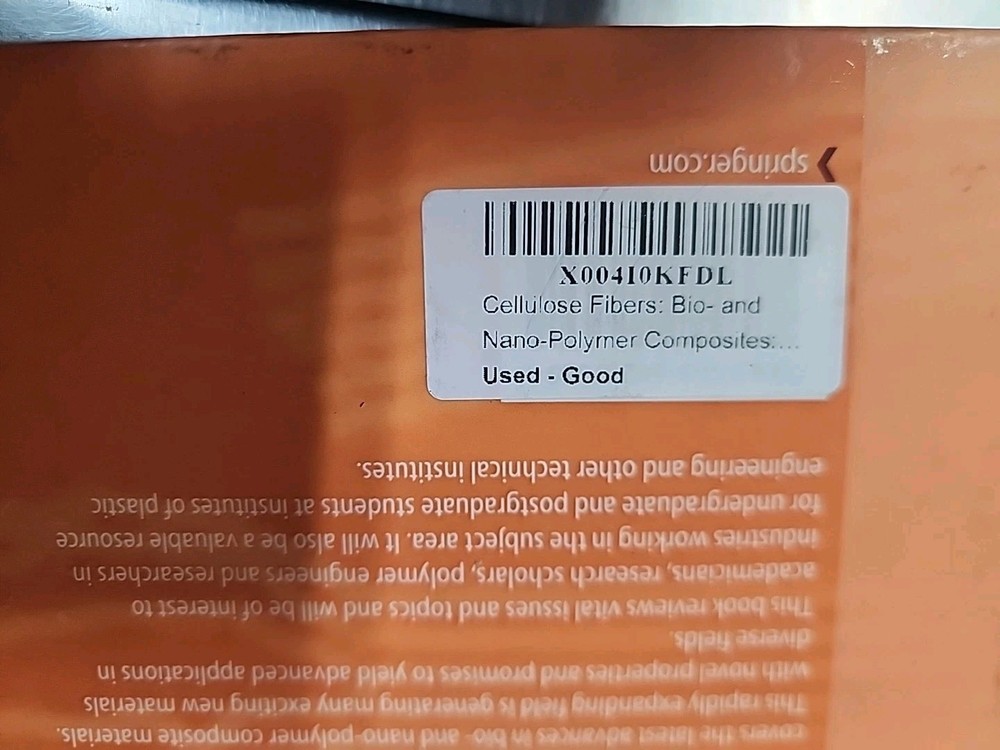 springer.com
X004I0KFDL
Cellulose Fibers: Bio- and
Nano-Polymer Composites:...
Used - Good
covers the latest advances in bio- and nano-polymer composite materials.
This rapidly expanding field is generating many exciting new materials
with novel properties and promises to yield advanced applications in
diverse fields.
This book reviews vital issues and topics and will be of interest to
academicians, research scholars, polymer engineers and researchers in
industries working in the subject area. It will also be a valuable resource
for undergraduate and postgraduate students at institutes of plastic
engineering and other technical institutes.